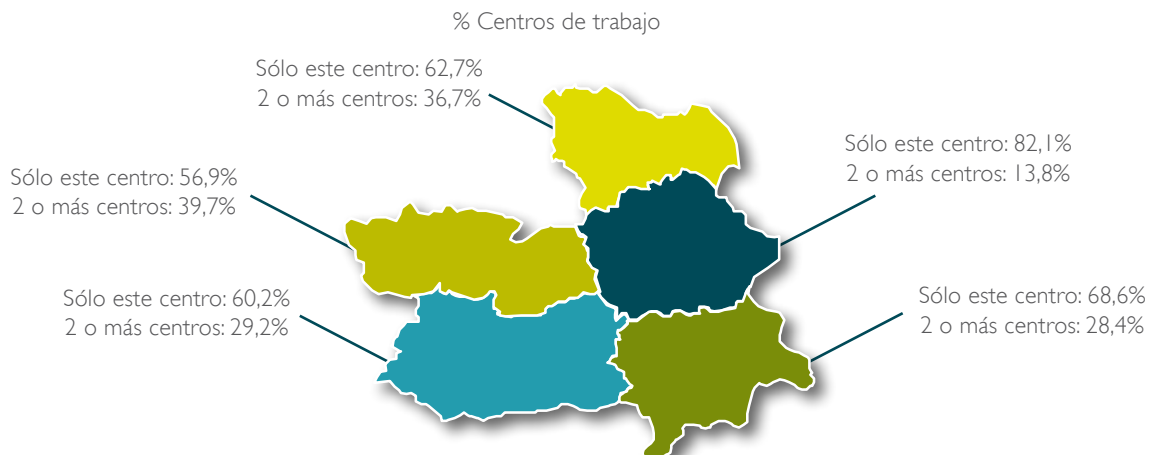 % Centros de trabajo
Sólo este centro: 62,7%
2 o más centros: 36,7%
Sólo este centro: 82,1%
2 o más centros: 13,8%
Sólo este centro: 56,9%
2 o más centros: 39,7%
Sólo este centro: 60,2%
2 o más centros: 29,2%
Sólo este centro: 68,6%
2 o más centros: 28,4%